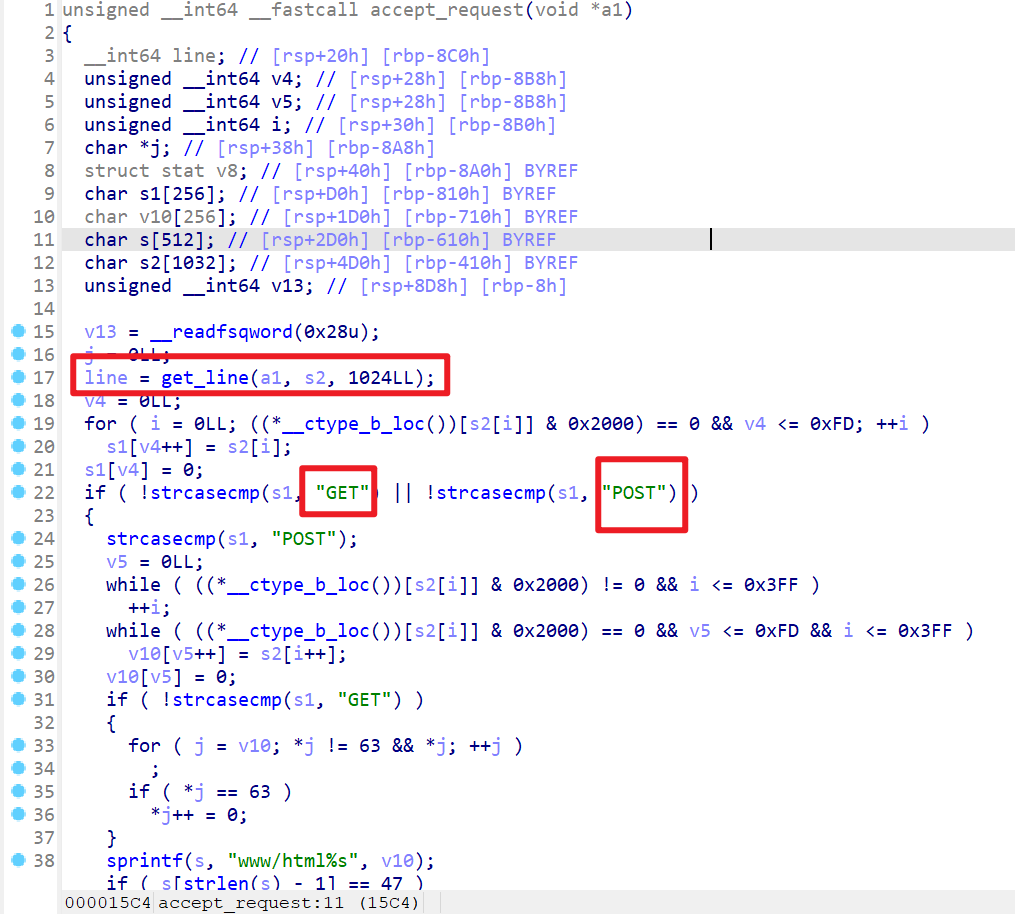 1 unsigned __int64 __fastcall accept_request(void *a1)
2 {
3 __int64 line; // [rsp+20h] [rbp-8C0h]
4 unsigned __int64 v4; // [rsp+28h] [rbp-8B8h]
5 unsigned __int64 v5; // [rsp+28h] [rbp-8B8h]
6 unsigned __int64 i; // [rsp+30h] [rbp-8B0h]
7 char *j; // [rsp+38h] [rbp-8A8h]
8 struct stat v8; // [rsp+40h] [rbp-8A0h] BYREF
9 char s1[256]; // [rsp+D0h] [rbp-810h] BYREF
10 char v10[256]; // [rsp+1D0h] [rbp-710h] BYREF
11 char s[512]; // [rsp+2D0h] [rbp-610h] BYREF
12 char s2[1032]; // [rsp+4D0h] [rbp-410h] BYREF
13 unsigned __int64 v13; // [rsp+8D8h] [rbp-8h]
14
15 v13 = __readfsqword(0x28u);
16 j = 0LL;
17 line = get_line(a1, s2, 1024LL);
18 v4 = 0LL;
19 for ( i = 0LL; ((*__ctype_b_loc())[s2[i]] & 0x2000) == 0 && v4 <= 0xFD; ++i )
20 s1[v4++] = s2[i];
21 s1[v4] = 0;
22 if ( !strcasecmp(s1, "GET") || !strcasecmp(s1, "POST") )
23 {
24 strcasecmp(s1, "POST");
25 v5 = 0LL;
26 while ( ((*__ctype_b_loc())[s2[i]] & 0x2000) != 0 && i <= 0x3FF )
27 ++i;
28 while ( ((*__ctype_b_loc())[s2[i]] & 0x2000) == 0 && v5 <= 0xFD && i <= 0x3FF )
29 v10[v5++] = s2[i++];
30 v10[v5] = 0;
31 if ( !strcasecmp(s1, "GET") )
32 {
33 for ( j = v10; *j != 63 && *j; ++j )
34 ;
35 if ( *j == 63 )
36 *j++ = 0;
37 }
38 sprintf(s, "www/html%s", v10);
if ( s[strlen(s) - 1] == 47 )
000015C4 accept_request:11 (15C4)